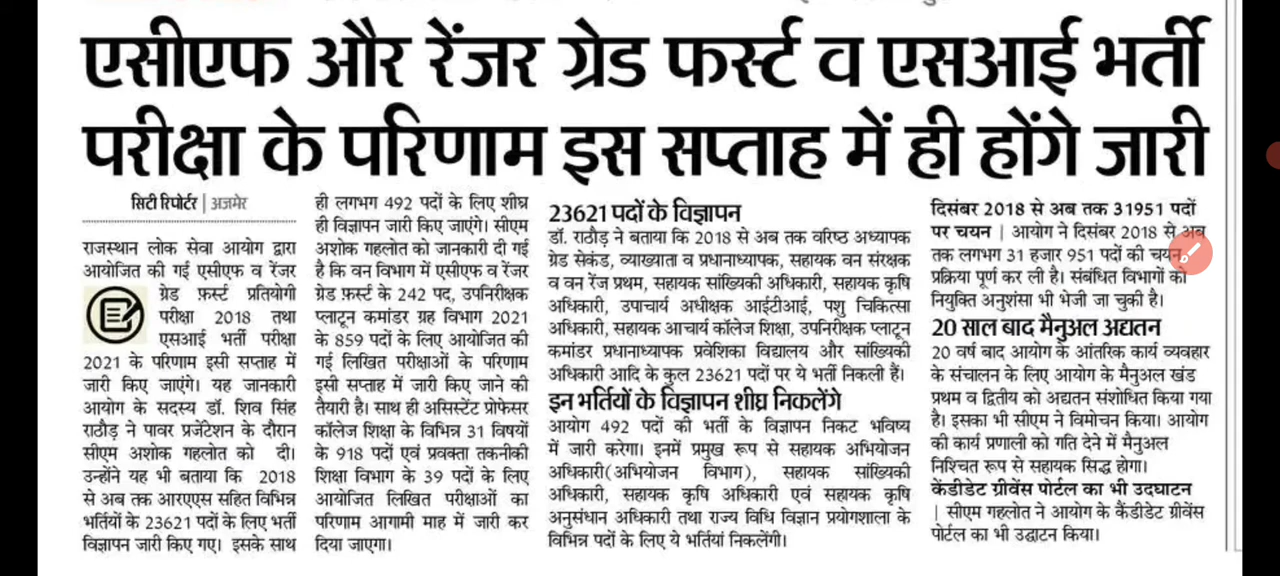 एसीएफ और रेंजर ग्रेड फर्स्ट व एसआई भर्ती
परीक्षा के परिणाम इस सप्ताह में ही होंगे जारी
सिटी रिपोर्टर | अजमेर
राजस्थान लोक सेवा आयोग द्वारा
आयोजित की गई एसीएफ व रेंजर
ग्रेड फ़र्स्ट प्रतियोगी
परीक्षा 2018 तथा
एसआई भर्ती परीक्षा
2021 के परिणाम इसी सप्ताह में
जारी किए जाएंगे। यह जानकारी
आयोग के सदस्य डॉ. शिव सिंह
राठौड़ ने पावर प्रजेंटेशन के दौरान
सीएम अशोक गहलोत को दी।
उन्होंने यह भी बताया कि 2018
से अब तक आरएएस सहित विभिन्न
भर्तियों के 23621 पदों के लिए भर्ती
विज्ञापन जारी किए गए। इसके साथ
ही लगभग 492 पदों के लिए शीघ्र
ही विज्ञापन जारी किए जाएंगे। सीएम
अशोक गहलोत को जानकारी दी गई
है कि वन विभाग में एसीएफ व रेंजर
ग्रेड फ़र्स्ट के 242 पद, उपनिरीक्षक
प्लाटून कमांडर ग्रह विभाग 2021
के 859 पदों के लिए आयोजित की
गई लिखित परीक्षाओं के परिणाम
इसी सप्ताह में जारी किए जाने की
तैयारी है। साथ ही असिस्टेंट प्रोफेसर
कॉलेज शिक्षा के विभिन्न 31 विषयों
के 918 पदों एवं प्रवक्ता तकनीकी
शिक्षा विभाग के 39 पदों के लिए
आयोजित लिखित परीक्षाओं का
परिणाम आगामी माह में जारी कर
दिया जाएगा।
23621 पदों के विज्ञापन
डॉ. राठौड़ ने बताया कि 2018 से अब तक वरिष्ठ अध्यापक
ग्रेड सेकंड, व्याख्याता व प्रधानाध्यापक, सहायक वन संरक्षक
व वन रेंज प्रथम, सहायक सांख्यिकी अधिकारी, सहायक कृषि
अधिकारी, उपाचार्य अधीक्षक आईटीआई, पशु चिकित्सा
अधिकारी, सहायक आचार्य कॉलेज शिक्षा, उपनिरीक्षक प्लाटून
कमांडर प्रधानाध्यापक प्रवेशिका विद्यालय और सांख्यिकी
अधिकारी आदि के कुल 23621 पदों पर ये भर्ती निकली हैं।
इन भर्तियों के विज्ञापन शीघ्र निकलेंगे
आयोग 492 पदों की भर्ती के विज्ञापन निकट भविष्य
में जारी करेगा। इनमें प्रमुख रूप से सहायक अभियोजन
अधिकारी(अभियोजन विभाग), सहायक सांख्यिकी
अधिकारी, सहायक कृषि अधिकारी एवं सहायक कृषि
अनुसंधान अधिकारी तथा राज्य विधि विज्ञान प्रयोगशाला के
विभिन्न पदों के लिए ये भर्तियां निकलेंगी।
दिसंबर 2018 से अब तक 31951 पदों
पर चयन | आयोग ने दिसंबर 2018 से अब
तक लगभग 31 हजार 951 पदों की चयन
प्रक्रिया पूर्ण कर ली है। संबंधित विभागों को
नियुक्ति अनुशंसा भी भेजी जा चुकी है।
20 साल बाद मैनुअल अद्यतन
20 वर्ष बाद आयोग के आंतरिक कार्य व्यवहार
के संचालन के लिए आयोग के मैनुअल खंड
प्रथम व द्वितीय को अद्यतन संशोधित किया गया
है। इसका भी सीएम ने विमोचन किया। आयोग
की कार्य प्रणाली को गति देने में मैनुअल
निश्चित रूप से सहायक सिद्ध होगा।
केंडीडेट ग्रीवेंस पोर्टल का भी उदघाटन
| सीएम गहलोत ने आयोग के कैंडीडेट ग्रीवेंस
पोर्टल का भी उद्घाटन किया।